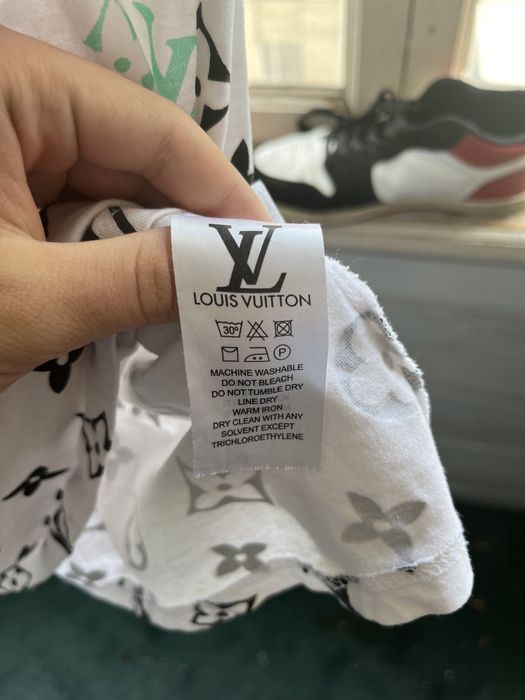 LV
LOUIS VUITTON
30° P
MACHINE WASHABLE
DO NOT BLEACH
DO NOT TUMBLE DRY
LINE DRY
WARM IRON
DRY CLEAN WITH ANY
SOLVENT EXCEPT
TRICHLOROETHYLENE